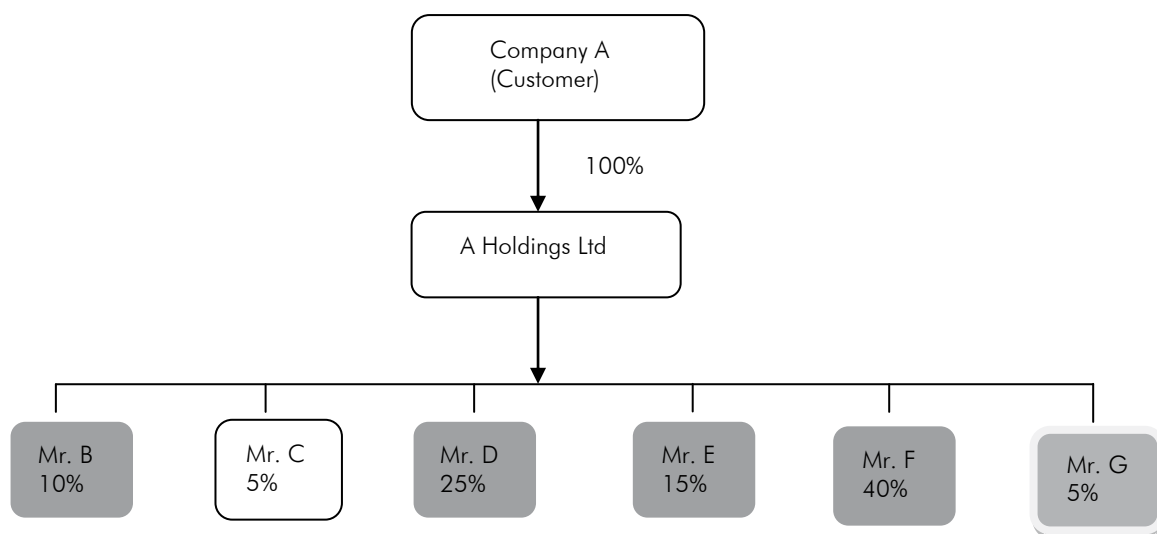 Company A
(Customer)
100%
A Holdings Ltd
Mr. B
10%
Mr. C
5%
Mr. D
25%
Mr. E
15%
Mr. F
40%
Mr. G
5%